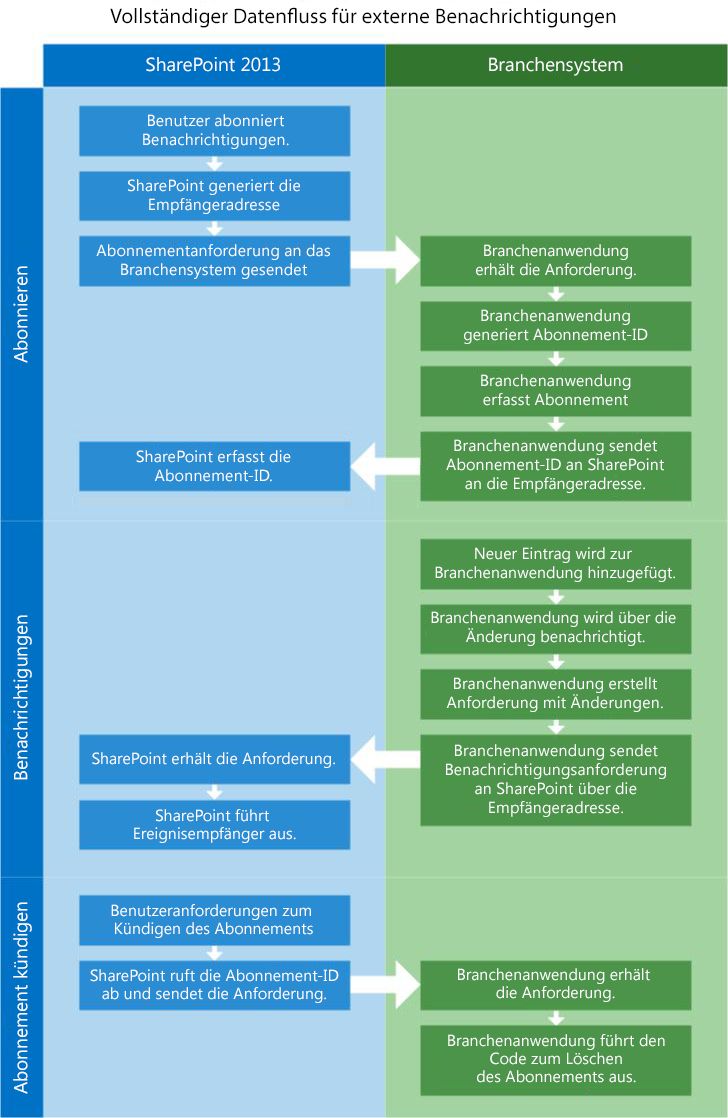 Vollständiger Datenfluss für externe Benachrichtigungen
SharePoint 2013
Branchensystem
Abonnieren
Benutzer abonniert
Benachrichtigungen.
SharePoint generiert die
Empfängeradresse
Abonnementanforderung an das
Branchensystem gesendet
Branchenanwendung
erhält die Anforderung.
Branchenanwendung
generiert Abonnement-ID
Branchenanwendung
erfasst Abonnement
Branchenanwendung sendet
Abonnement-ID an SharePoint
an die Empfängeradresse.
SharePoint erfasst die
Abonnement-ID.
Benachrichtigungen
Neuer Eintrag wird zur
Branchenanwendung hinzugefügt.
Branchenanwendung wird über die
Änderung benachrichtigt.
Branchenanwendung erstellt
Anforderung mit Änderungen.
Branchenanwendung sendet
Benachrichtigungsanforderung
an SharePoint über die
Empfängeradresse.
SharePoint erhält die Anforderung.
SharePoint führt
Ereignisempfänger aus.
Abonnement kündigen
Benutzeranforderungen zum
Kündigen des Abonnements
SharePoint ruft die Abonnement-ID
ab und sendet die Anforderung.
Branchenanwendung erhält
die Anforderung.
Branchenanwendung führt den
Code zum Löschen
des Abonnements aus.